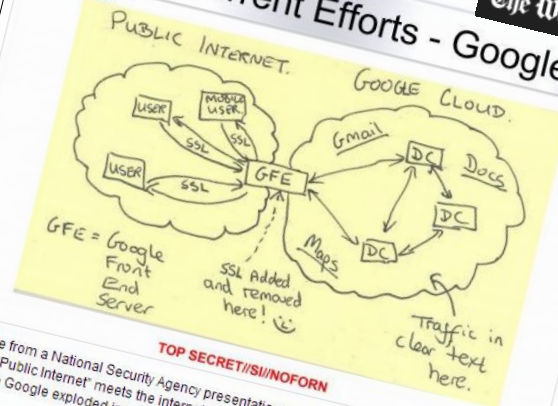 The W
rent Efforts - Google
PUBLIC INTERNET.
GOOGLE CLOUD.
USER
MOBILE USER
SSL
SSL
USER
SSL
GFE
Gmail
DC
Docs
DC
DC
Maps
GFE = Google
Front
End
Server
SSL Added
and removed
here! :)
Traffic in
clear text
here.
TOP SECRET//SI//NOFORN
e from a National Security Agency presentatio
Public Internet" meets the intern
Google exploded i